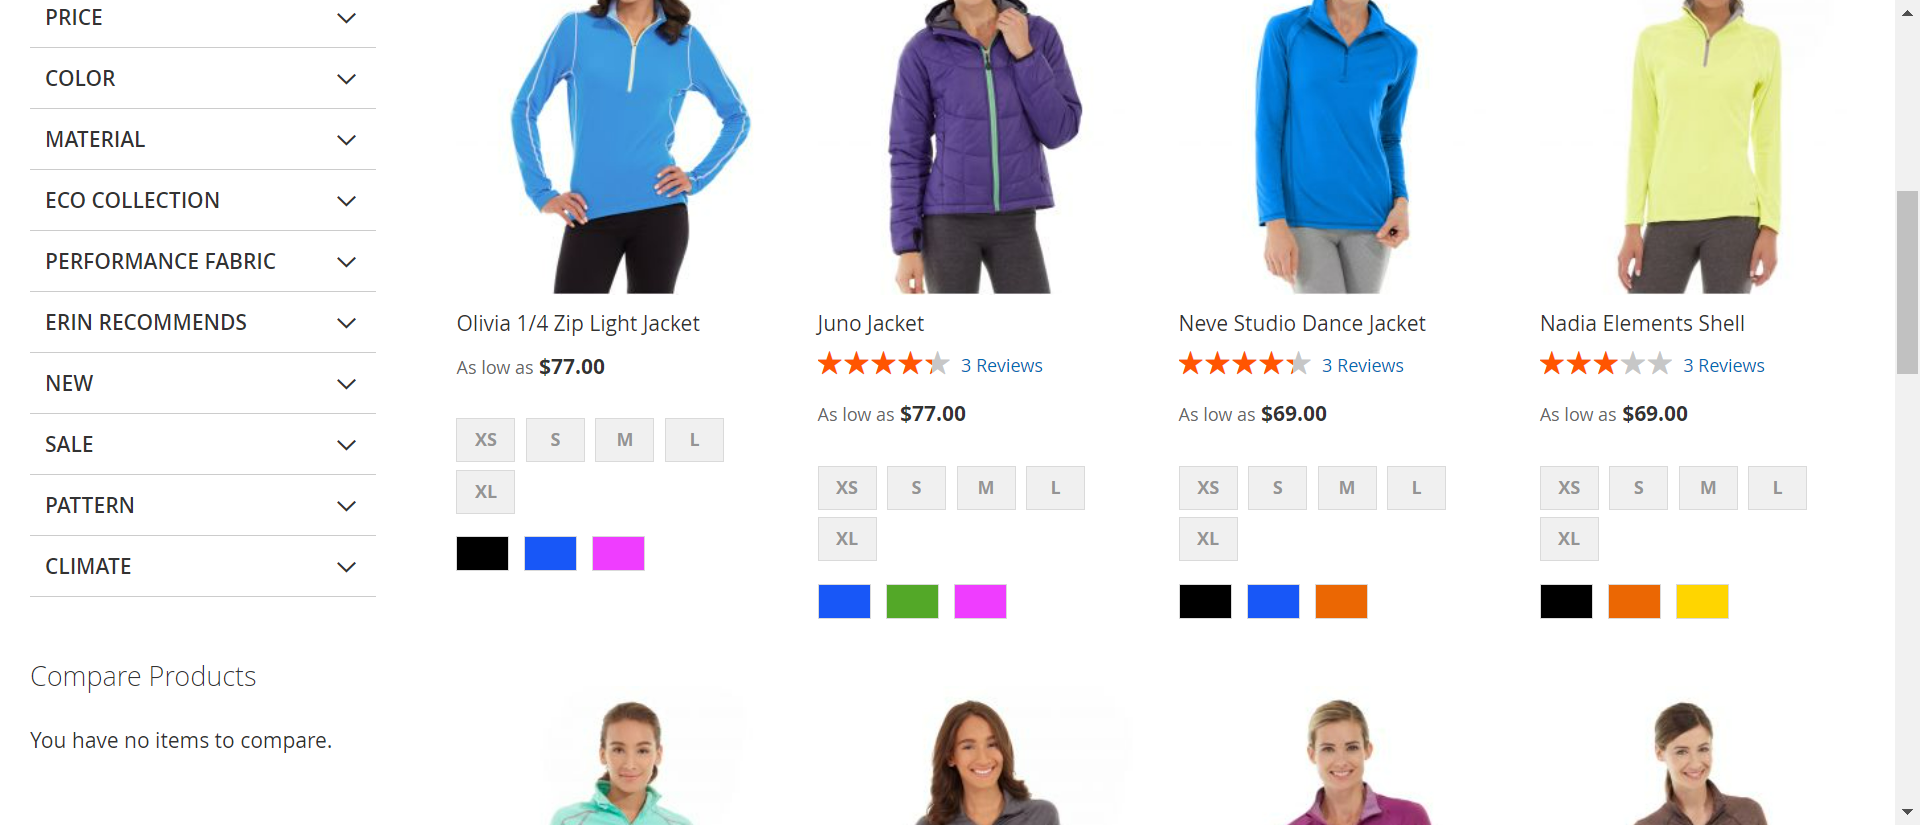 PRICE
COLOR
MATERIAL
ECO COLLECTION
PERFORMANCE FABRIC
ERIN RECOMMENDS
NEW
SALE
PATTERN
CLIMATE
Compare Products
You have no items to compare.
Olivia 1/4 Zip Light Jacket
As low as $77.00
XS S M L
XL
Juno Jacket
3 Reviews
As low as $77.00
XS S M L
XL
Neve Studio Dance Jacket
3 Reviews
As low as $69.00
XS S M L
XL
Nadia Elements Shell
3 Reviews
As low as $69.00
XS S M L
XL